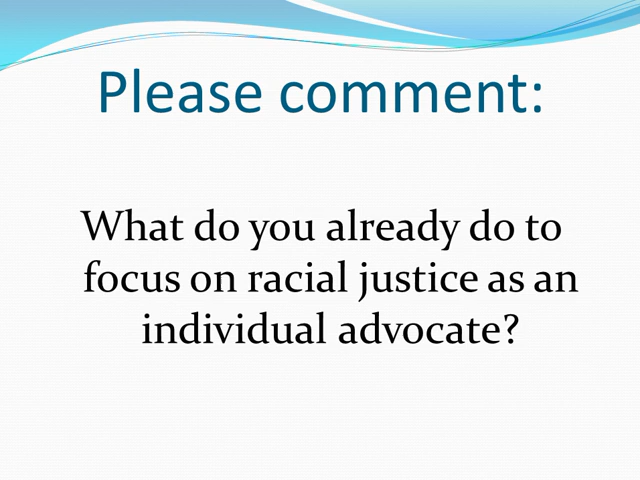 Please comment:
What do you already do to
focus on racial justice as an
individual advocate?